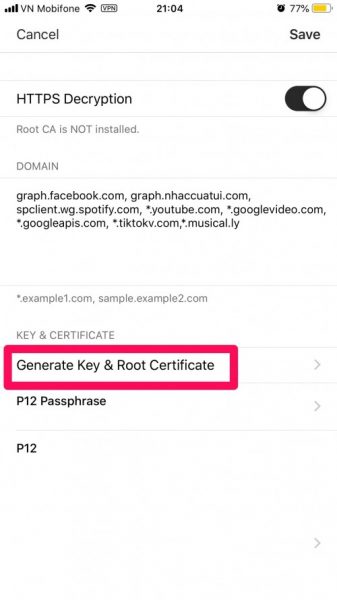 VN Mobifone VPN 21:04 77%
Cancel Save
HTTPS Decryption
Root CA is NOT installed.
DOMAIN
graph.facebook.com, graph.nhaccuatui.com,
spclient.wg.spotify.com, *.youtube.com, *.googlevideo.com,
*.googleapis.com, *.tiktokv.com,*.musical.ly
*.example1.com, sample.example2.com
KEY & CERTIFICATE
Generate Key & Root Certificate
P12 Passphrase
P12